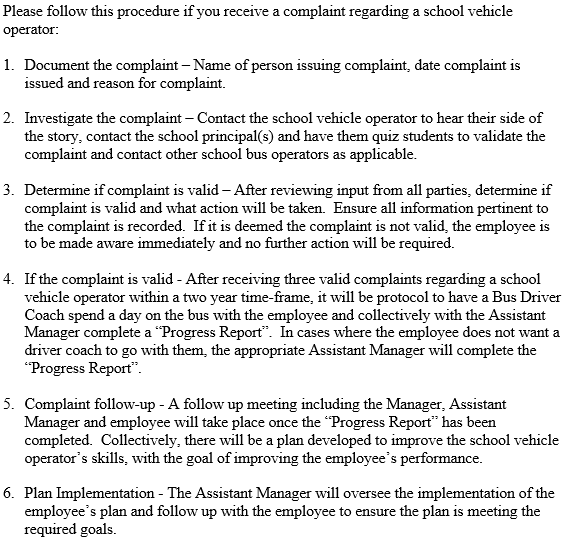 Please follow this procedure if you receive a complaint regarding a school vehicle
operator:
1. Document the complaint – Name of person issuing complaint, date complaint is
issued and reason for complaint.
2. Investigate the complaint – Contact the school vehicle operator to hear their side of
the story, contact the school principal(s) and have them quiz students to validate the
complaint and contact other school bus operators as applicable.
3. Determine if complaint is valid – After reviewing input from all parties, determine if
complaint is valid and what action will be taken.  Ensure all information pertinent to
the complaint is recorded.  If it is deemed the complaint is not valid, the employee is
to be made aware immediately and no further action will be required.
4. If the complaint is valid - After receiving three valid complaints regarding a school
vehicle operator within a two year time-frame, it will be protocol to have a Bus Driver
Coach spend a day on the bus with the employee and collectively with the Assistant
Manager complete a “Progress Report”.  In cases where the employee does not want a
driver coach to go with them, the appropriate Assistant Manager will complete the
“Progress Report”.
5. Complaint follow-up - A follow up meeting including the Manager, Assistant
Manager and employee will take place once the “Progress Report” has been
completed.  Collectively, there will be a plan developed to improve the school vehicle
operator’s skills, with the goal of improving the employee’s performance.
6. Plan Implementation - The Assistant Manager will oversee the implementation of the
employee’s plan and follow up with the employee to ensure the plan is meeting the
required goals.